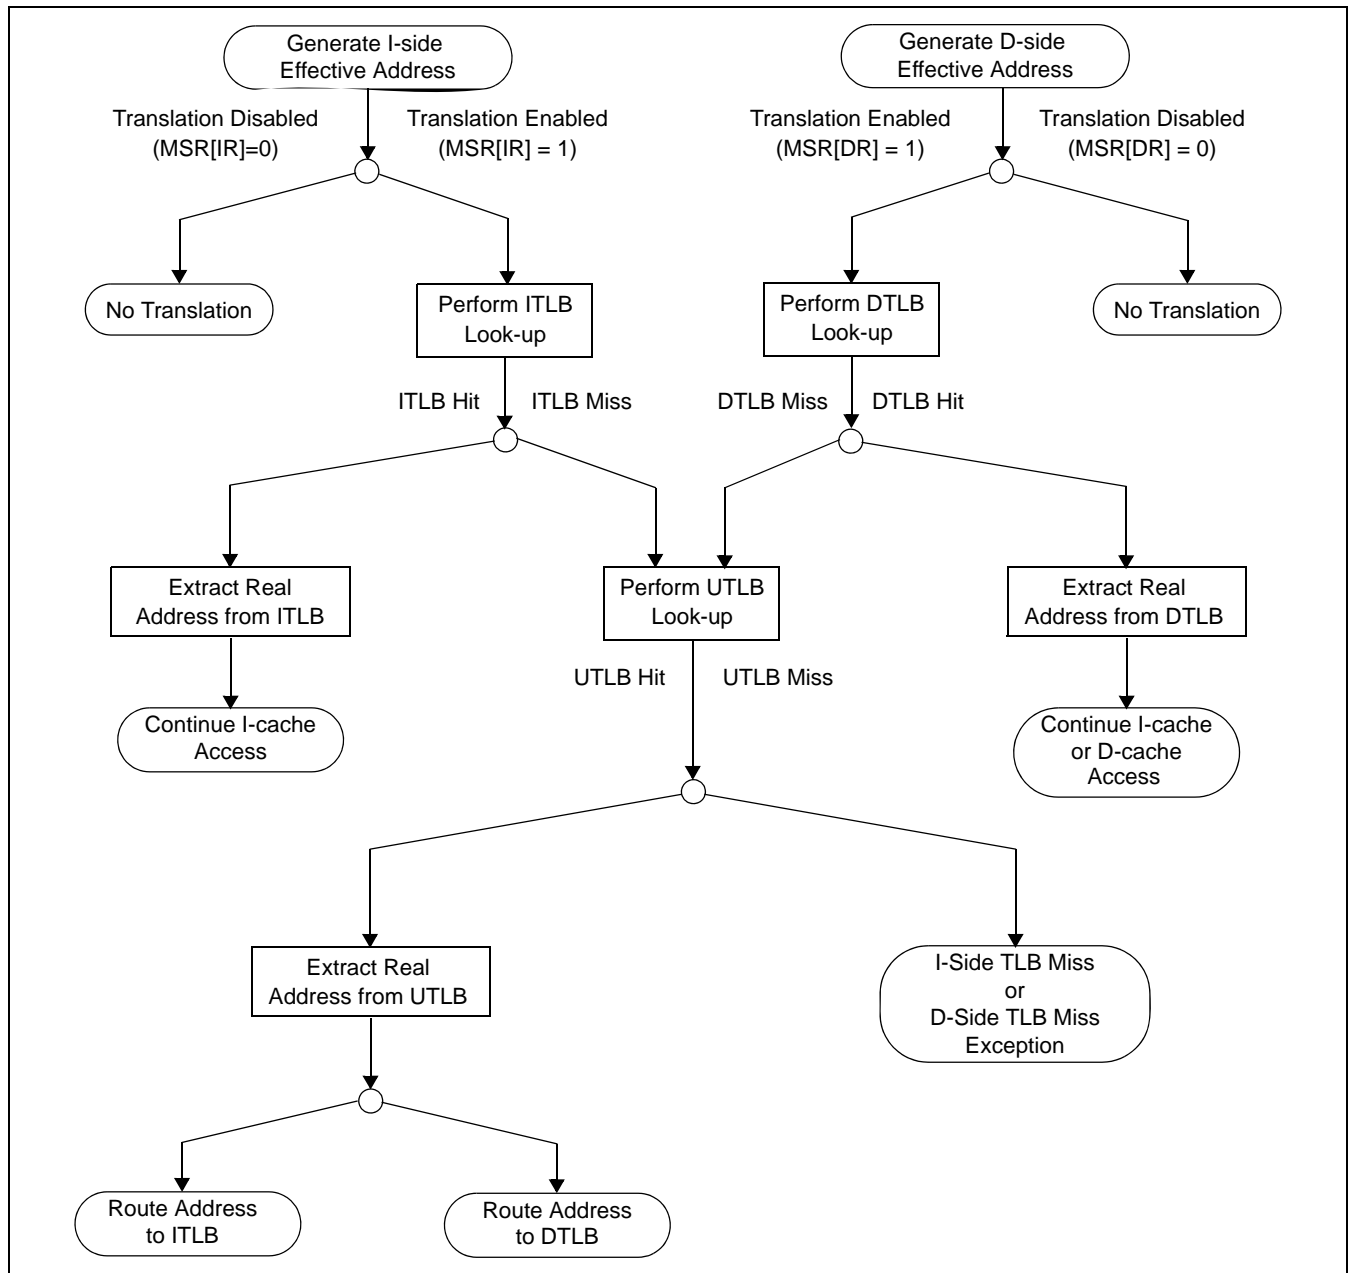 Generate I-side
Effective Address
Generate D-side
Effective Address
Translation Disabled
(MSR[IR]=0)
Translation Enabled
(MSR[IR] = 1)
Translation Enabled
(MSR[DR] = 1)
Translation Disabled
(MSR[DR] = 0)
No Translation
Perform ITLB
Look-up
Perform DTLB
Look-up
No Translation
ITLB Hit
ITLB Miss
DTLB Miss
DTLB Hit
Extract Real
Address from ITLB
Perform UTLB
Look-up
Extract Real
Address from DTLB
UTLB Hit
UTLB Miss
Continue I-cache
Access
Continue I-cache
or D-cache
Access
Extract Real
Address from UTLB
I-Side TLB Miss
or
D-Side TLB Miss
Exception
Route Address
to ITLB
Route Address
to DTLB